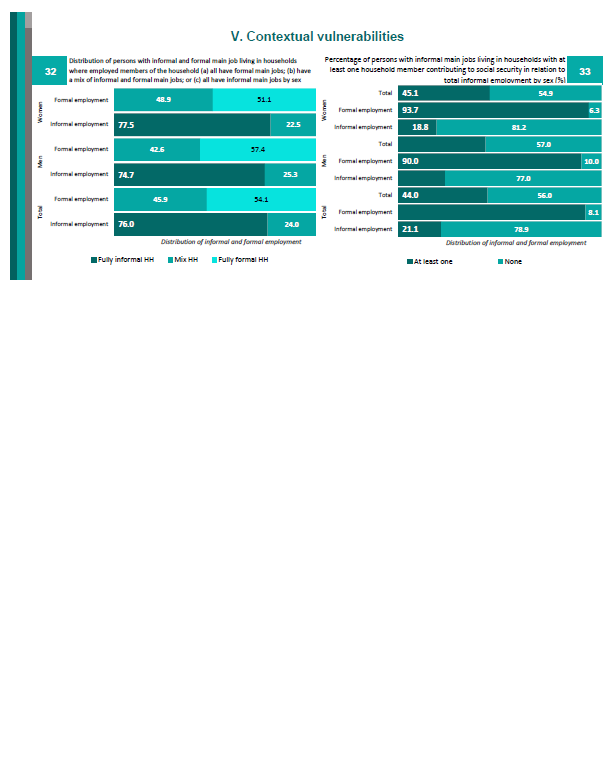 V. Contextual vulnerabilities
32
Distribution of persons with informal and formal main job living in households
where employed members of the household (a) all have formal main jobs; (b) have
a mix of informal and formal main jobs; or (c) all have informal main jobs by sex
Women
Formal employment 48.9 51.1
Informal employment 77.5 22.5
Men
Formal employment 42.6 57.4
Informal employment 74.7 25.3
Total
Formal employment 45.9 54.1
Informal employment 76.0 24.0
Distribution of informal and formal employment
Fully informal HH Mix HH Fully formal HH
Percentage of persons with informal main jobs living in households with at
least one household member contributing to social security in relation to
total informal employment by sex (%)
33
Women
Total 45.1 54.9
Formal employment 93.7 6.3
Informal employment 18.8 81.2
Men
Total 57.0
Formal employment 90.0 10.0
Informal employment 77.0
Total
Total 44.0 56.0
Formal employment 8.1
Informal employment 21.1 78.9
Distribution of informal and formal employment
At least one None